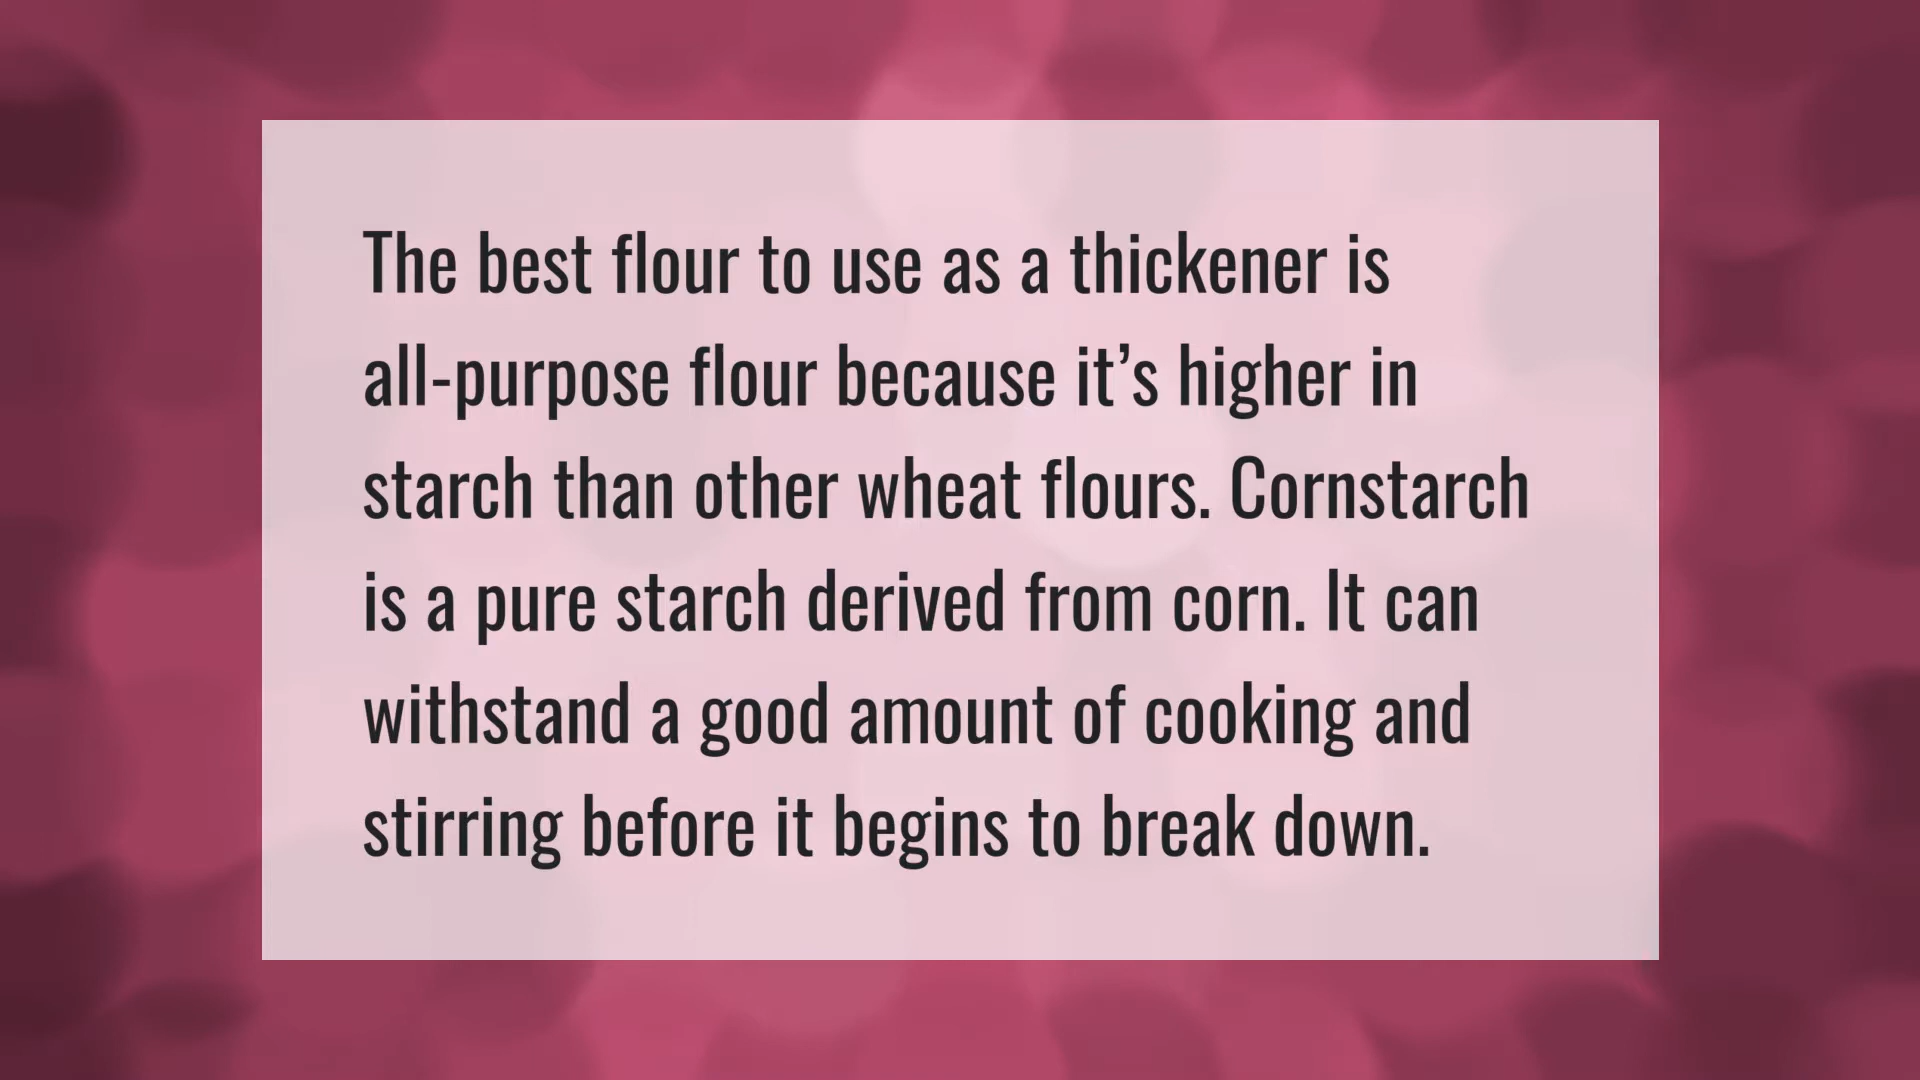 The best flour to use as a thickener is
all-purpose flour because it’s higher in
starch than other wheat flours. Cornstarch
is a pure starch derived from corn. It can
withstand a good amount of cooking and
stirring before it begins to break down.